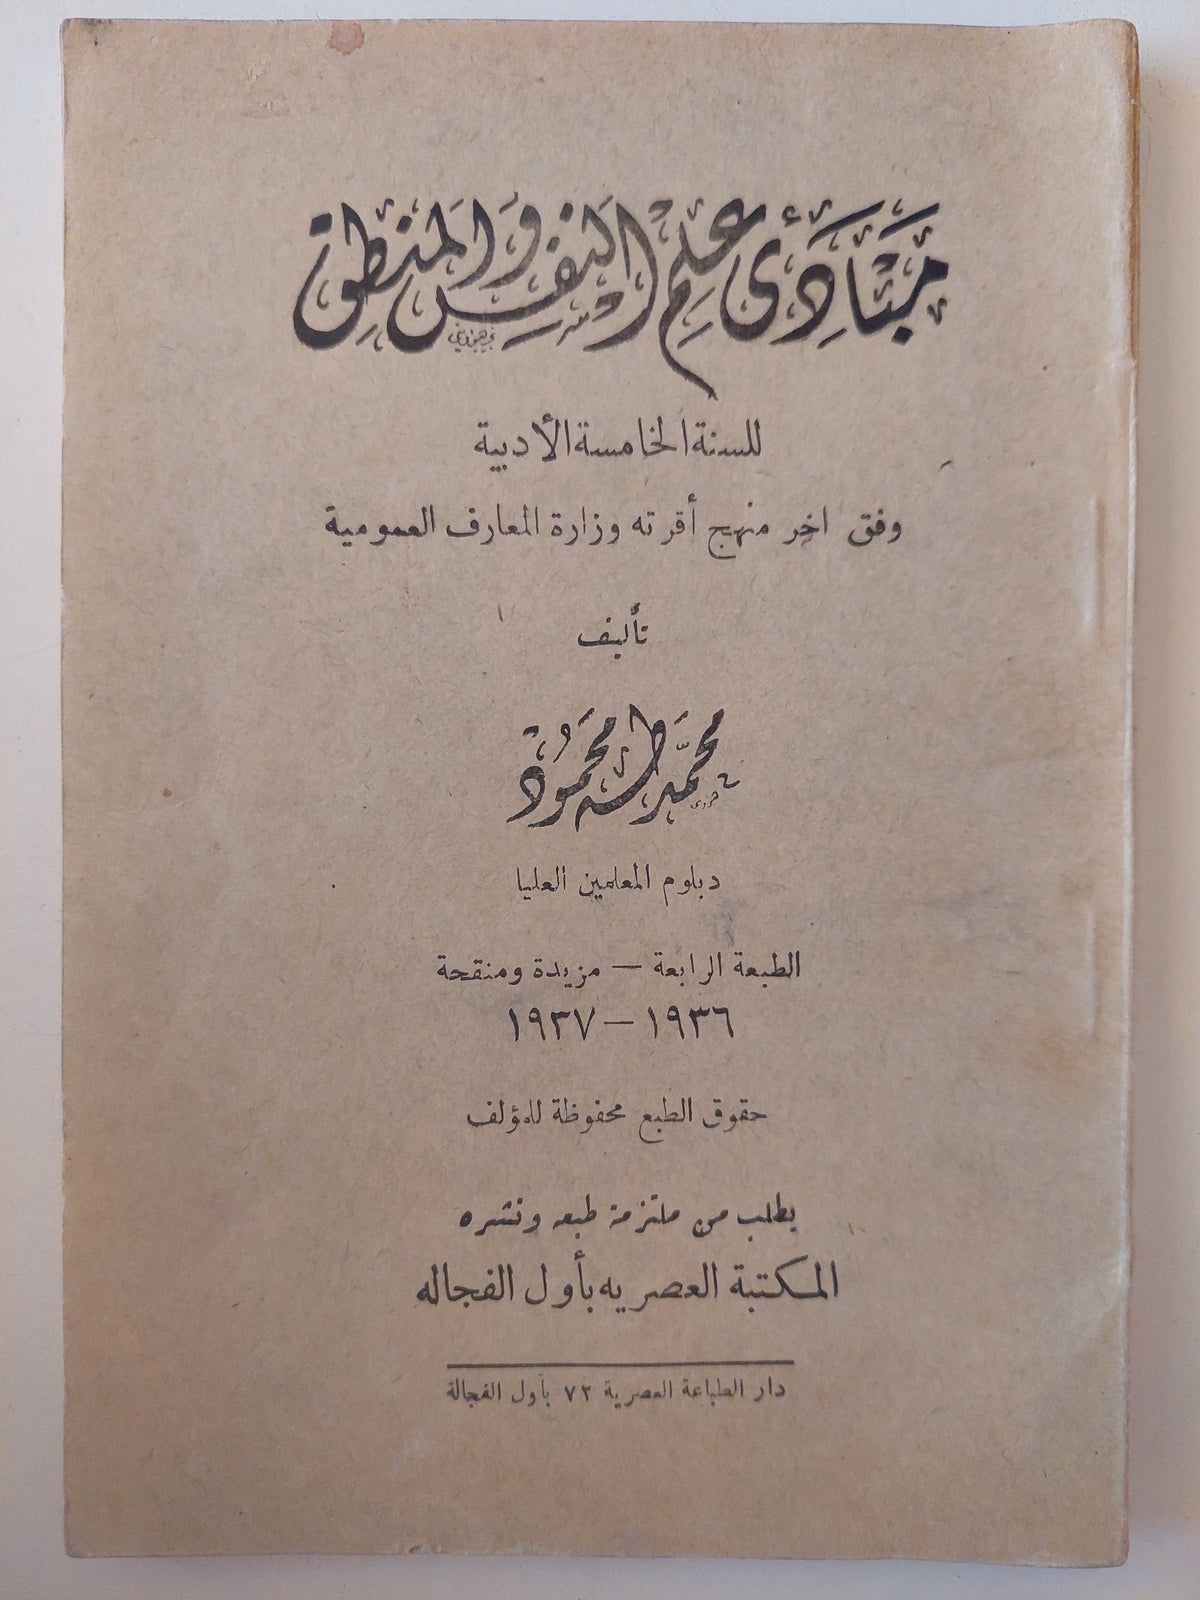 مبادئ علم النفس والمنطق
للسنة الخامسة الأدبية
وفق اخر منهج أقرته وزارة المعارف العمومية
تأليف
محمد طه محمود
دبلوم المعلمين العليا
الطبعة الرابعة — مزيدة ومنقحة
١٩٣٦ — ١٩٣٧
حقوق الطبع محفوظة للمؤلف
يطلب من ملتزمة طبعه ونشره
المكتبة العصريه بأول الفجاله
دار الطباعة العصرية ٧٣ بأول الفجالة